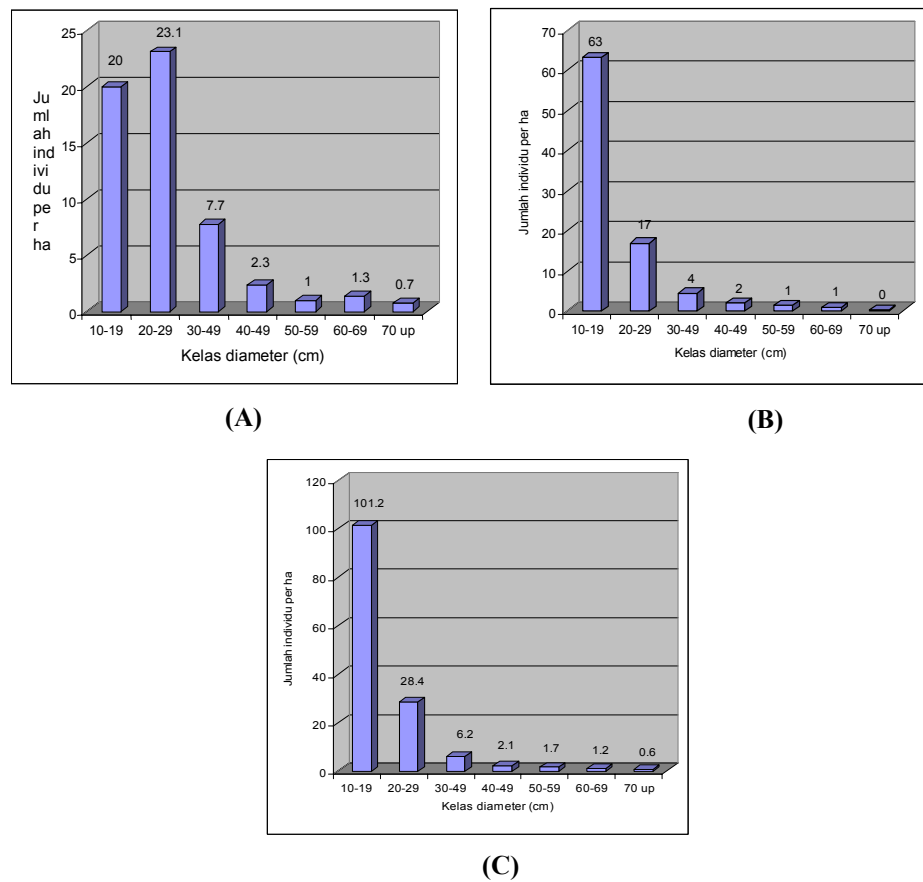 25
20
15
10
5
0
Ju
ml
ah
ind
ivi
du
pe
r
ha
20
23.1
7.7
2.3
1
1.3
0.7
10-19 20-29 30-49 40-49 50-59 60-69 70 up
Kelas diameter (cm)
(A)
70
60
50
40
30
20
10
0
Jumlah individu per ha
63
17
4
2
1
1
0
10-19 20-29 30-49 40-49 50-59 60-69 70 up
Kelas diameter (cm)
(B)
120
100
80
60
40
20
0
Jumlah individu per ha
101.2
28.4
6.2
2.1
1.7
1.2
0.6
10-19 20-29 30-49 40-49 50-59 60-69 70 up
Kelas diameter (cm)
(C)